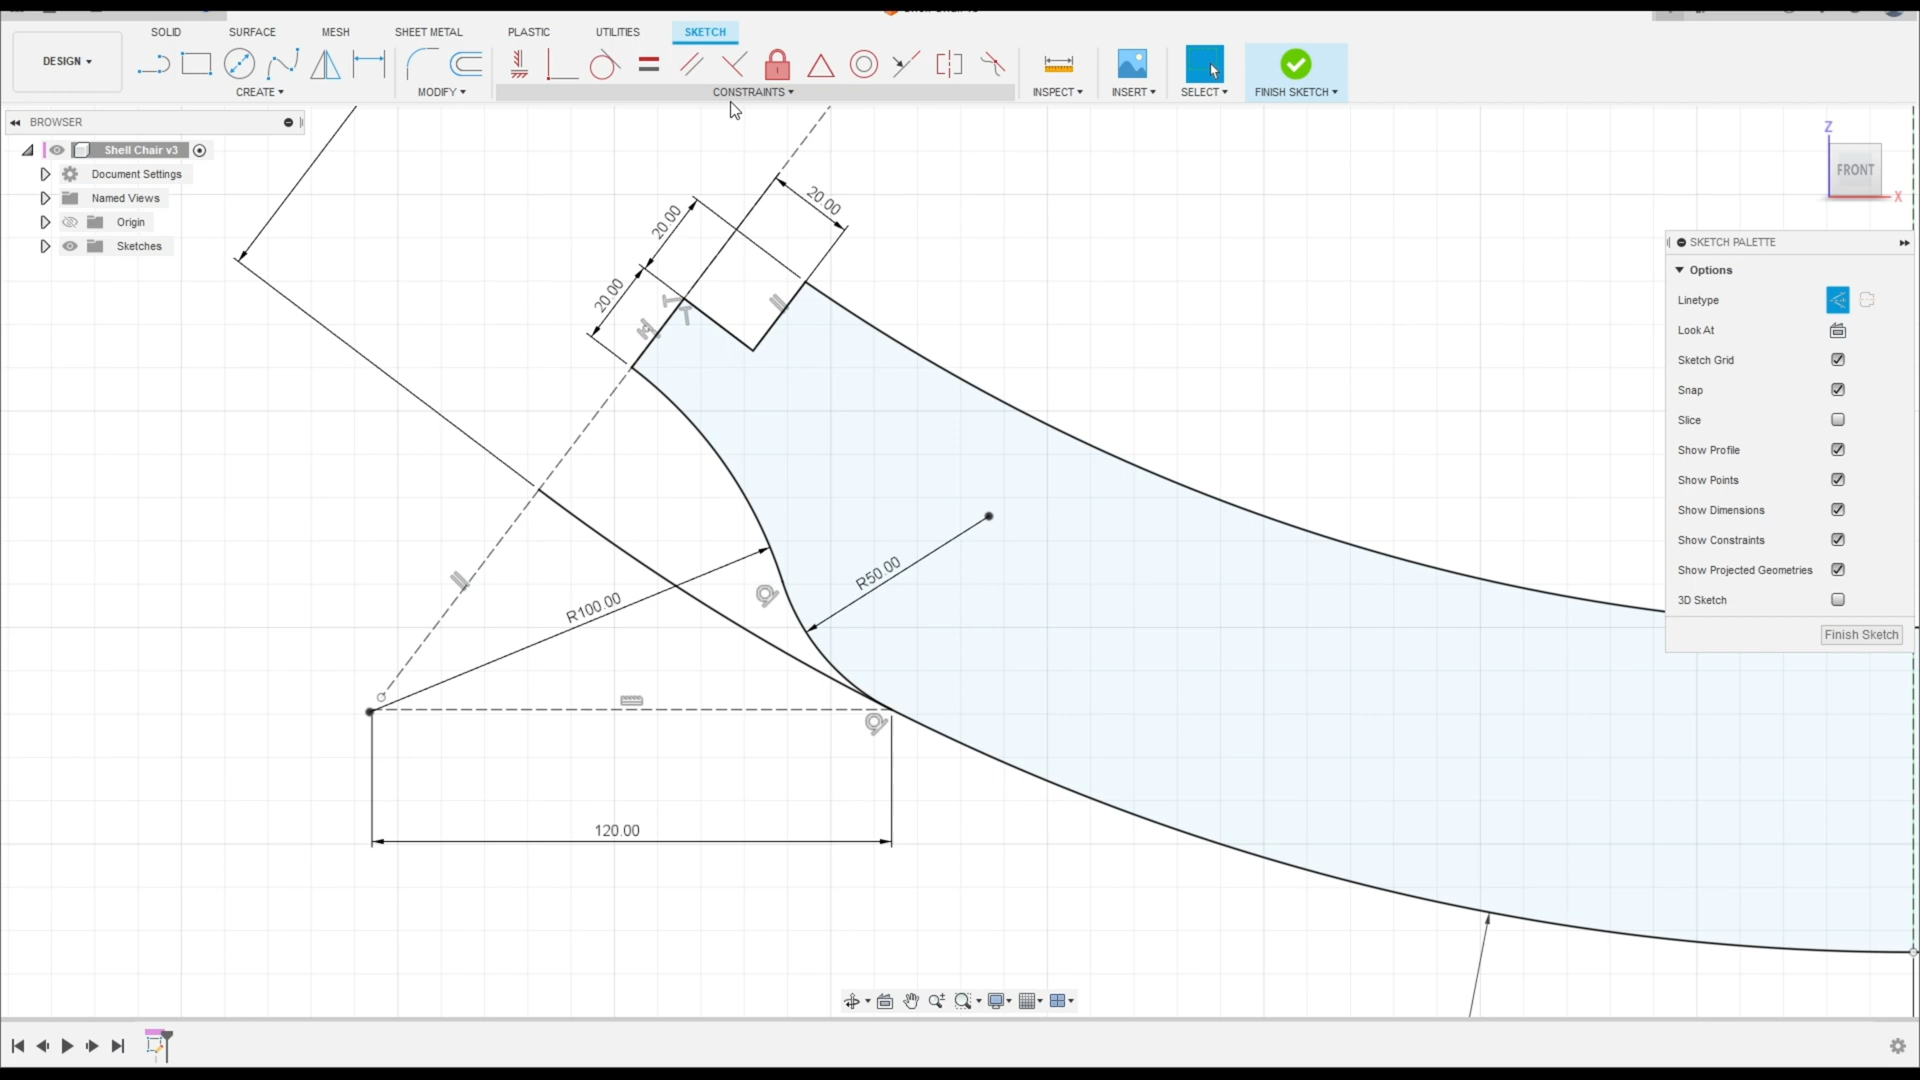 SOLID SURFACE MESH SHEET METAL PLASTIC UTILITIES SKETCH
DESIGN
CREATE MODIFY CONSTRAINTS INSPECT INSERT SELECT FINISH SKETCH
BROWSER
Shell Chair v3
Document Settings
Named Views
Origin
Sketches
Z
FRONT
X
20.00
20.00
20.00
R50.00
R100.00
120.00
SKETCH PALETTE
Options
Linetype
Look At
Sketch Grid
Snap
Slice
Show Profile
Show Points
Show Dimensions
Show Constraints
Show Projected Geometries
3D Sketch
Finish Sketch